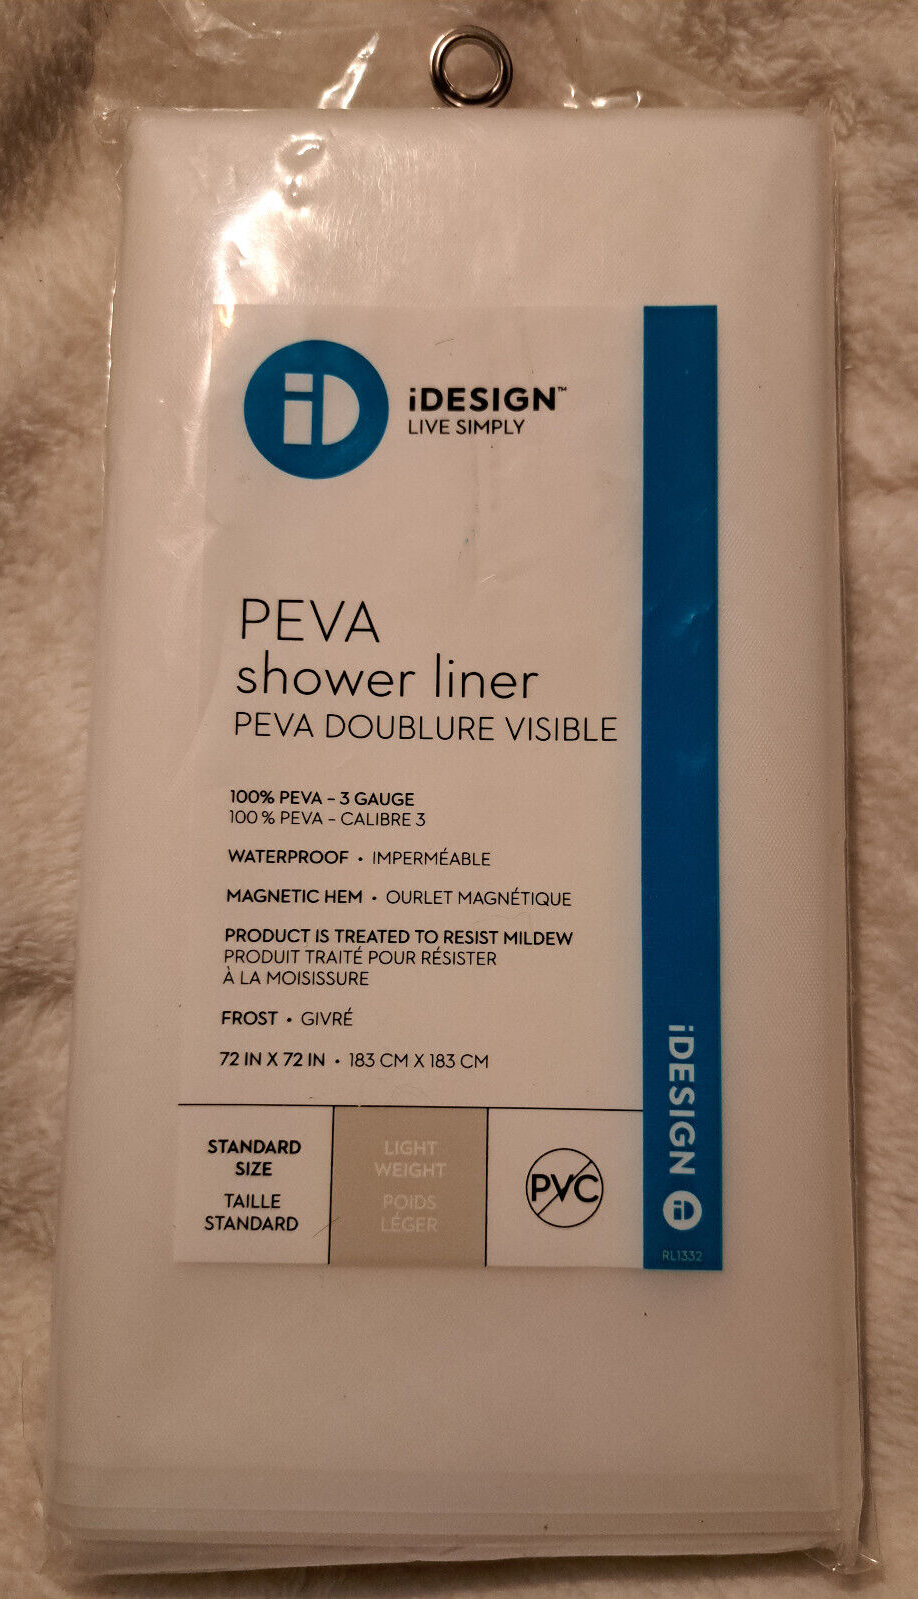 iD
iDESIGN™
LIVE SIMPLY
PEVA
shower liner
PEVA DOUBLURE VISIBLE
100% PEVA – 3 GAUGE
100 % PEVA – CALIBRE 3
WATERPROOF • IMPERMÉABLE
MAGNETIC HEM • OURLET MAGNÉTIQUE
PRODUCT IS TREATED TO RESIST MILDEW
PRODUIT TRAITÉ POUR RÉSISTER
À LA MOISISSURE
FROST • GIVRÉ
72 IN X 72 IN • 183 CM X 183 CM
STANDARD
SIZE
TAILLE
STANDARD
LIGHT
WEIGHT
POIDS
LÉGER
PVC
iDESIGN
iD
RL1332